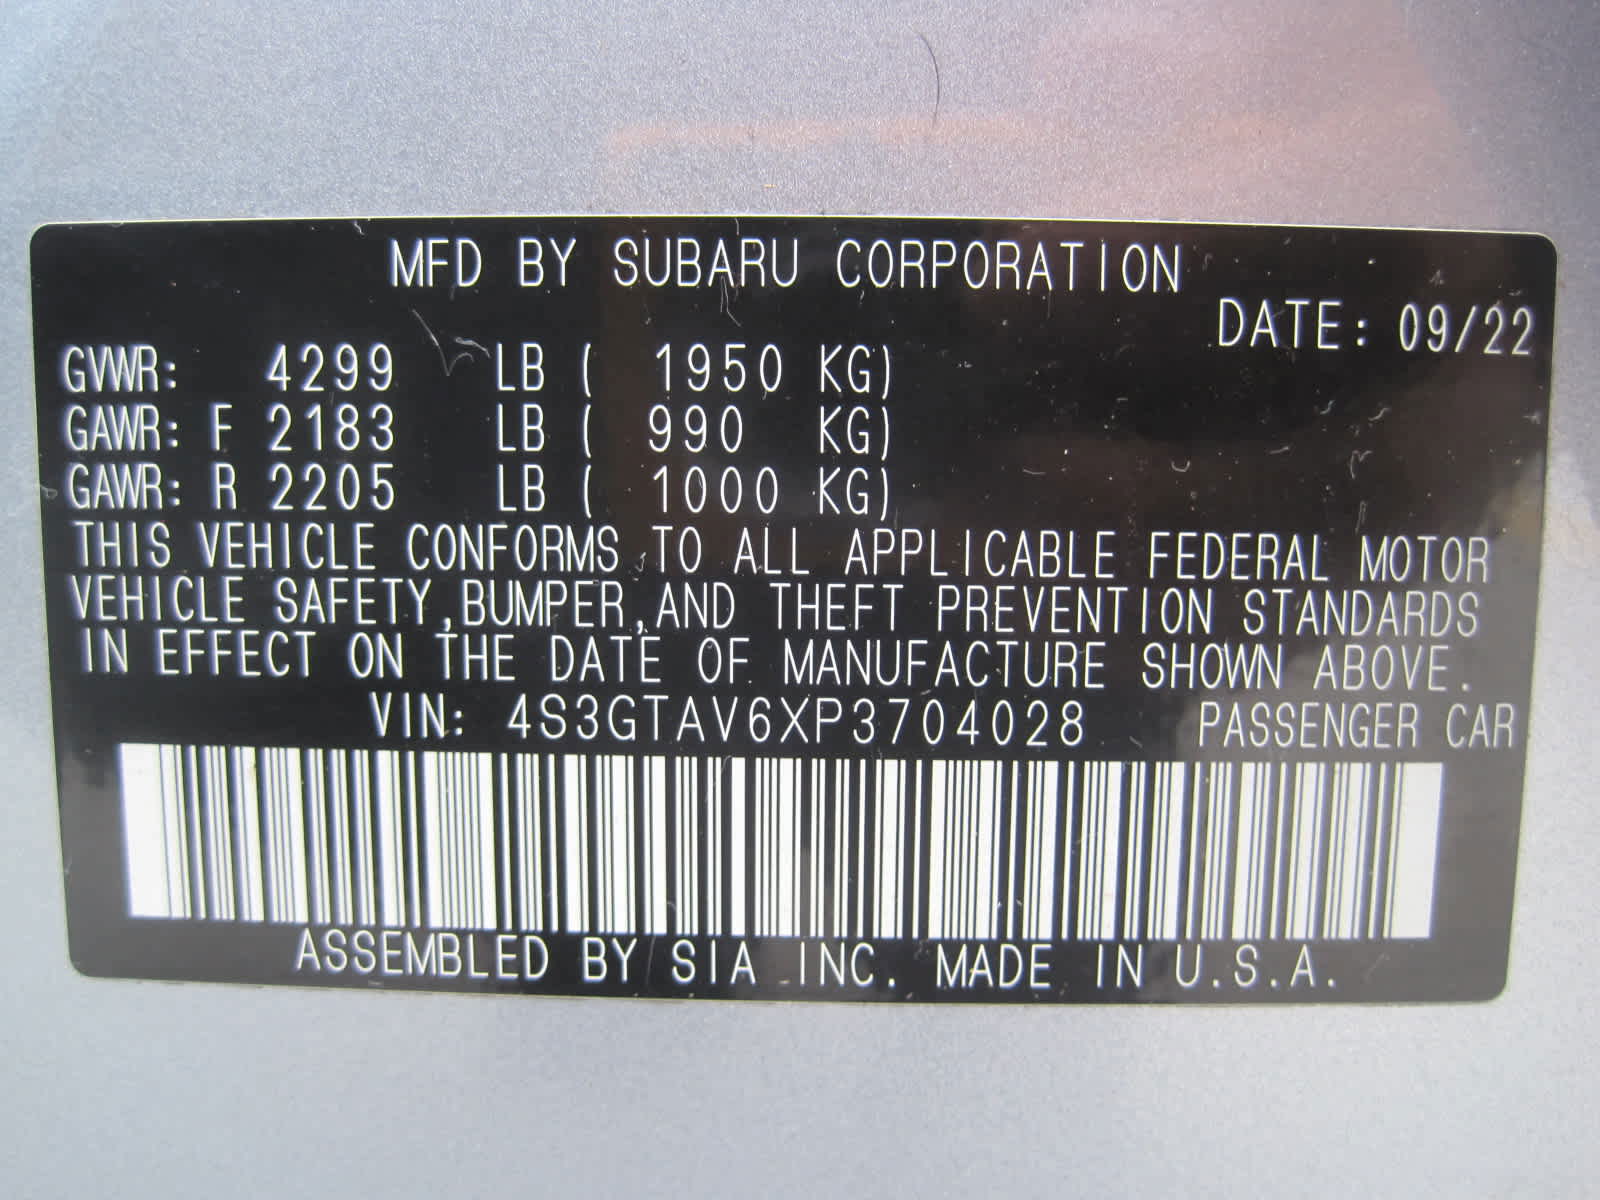 MFD BY SUBARU CORPORATION
DATE: 09/22
GVWR: 4299 LB ( 1950 KG)
GAWR: F 2183 LB ( 990 KG)
GAWR: R 2205 LB ( 1000 KG)
THIS VEHICLE CONFORMS TO ALL APPLICABLE FEDERAL MOTOR
VEHICLE SAFETY,BUMPER,AND THEFT PREVENTION STANDARDS
IN EFFECT ON THE DATE OF MANUFACTURE SHOWN ABOVE.
VIN: 4S3GTAV6XP3704028 PASSENGER CAR
ASSEMBLED BY SIA INC. MADE IN U.S.A.